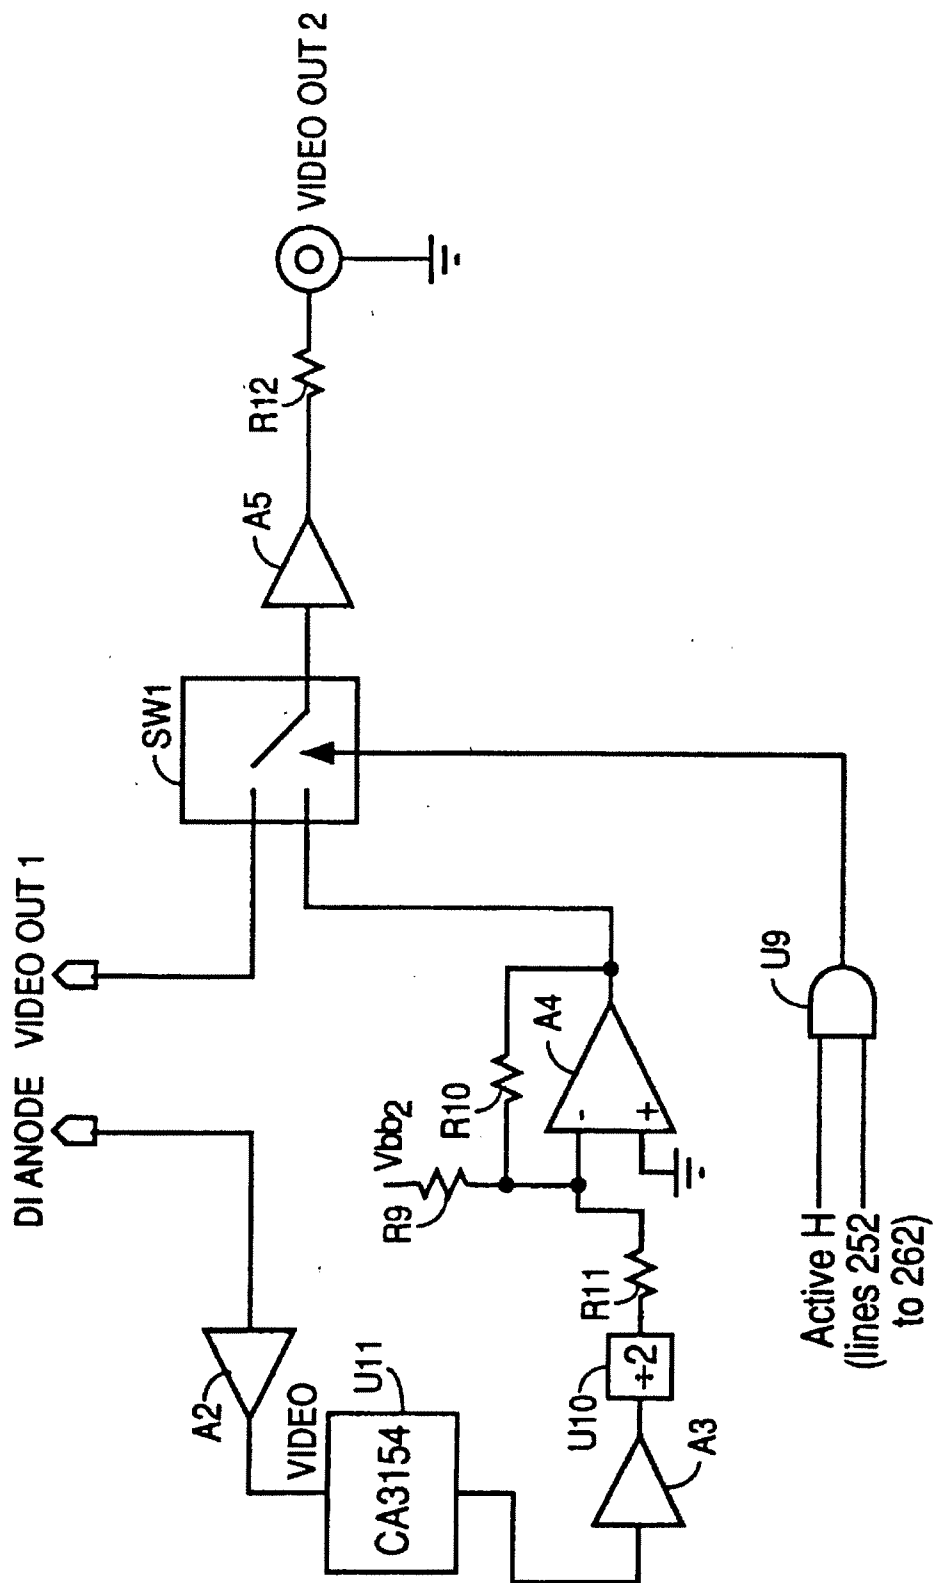 DI ANODE VIDEO OUT 1
VIDEO OUT 2
SW1
A5
R12
A2
VIDEO
U11
CA3154
R9
Vbb2
R10
A4
-
+
R11
U10
÷2
A3
U9
Active H
(lines 252
to 262)